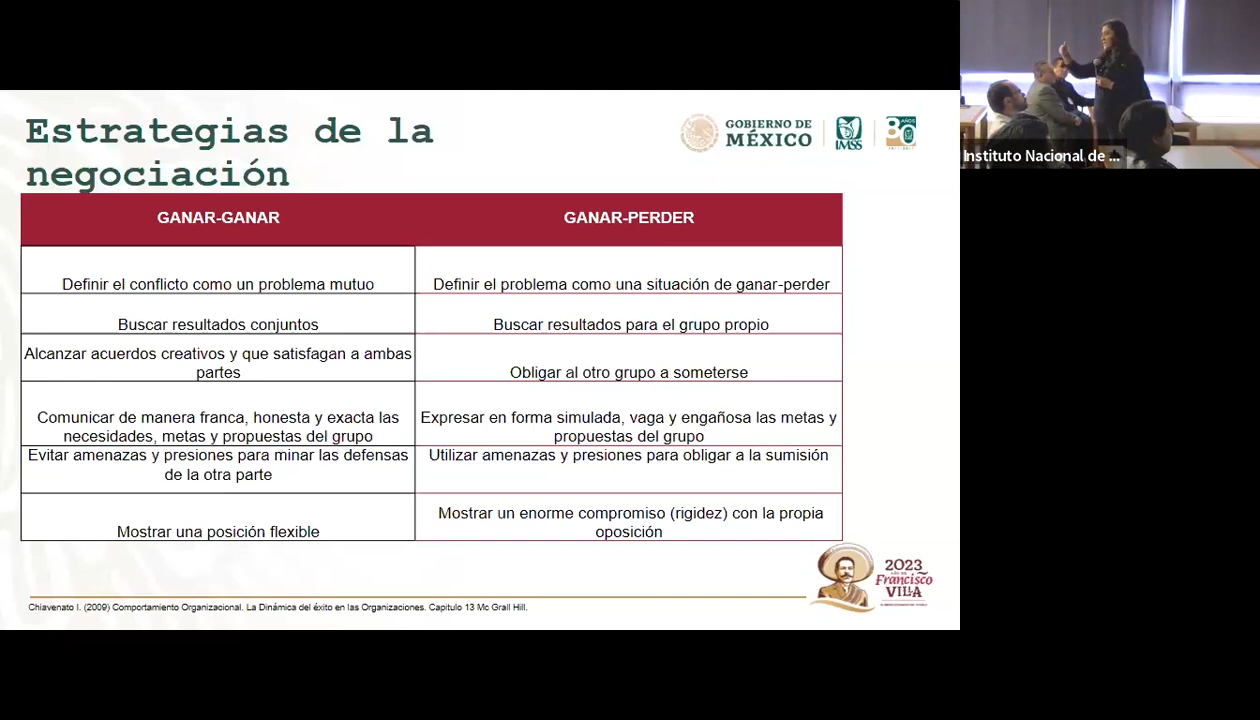 Estrategias de la
negociación
GOBIERNO DE
MÉXICO
IMSS
AÑOS
80
Instituto Nacional de ...
GANAR-GANAR
GANAR-PERDER
Definir el conflicto como un problema mutuo
Definir el problema como una situación de ganar-perder
Buscar resultados conjuntos
Buscar resultados para el grupo propio
Alcanzar acuerdos creativos y que satisfagan a ambas
partes
Obligar al otro grupo a someterse
Comunicar de manera franca, honesta y exacta las
necesidades, metas y propuestas del grupo
Expresar en forma simulada, vaga y engañosa las metas y
propuestas del grupo
Evitar amenazas y presiones para minar las defensas
de la otra parte
Utilizar amenazas y presiones para obligar a la sumisión
Mostrar una posición flexible
Mostrar un enorme compromiso (rigidez) con la propia
oposición
2023
Francisco
VILLA
Chiavenato I. (2009) Comportamiento Organizacional. La Dinámica del éxito en las Organizaciones. Capitulo 13 Mc Grall Hill.